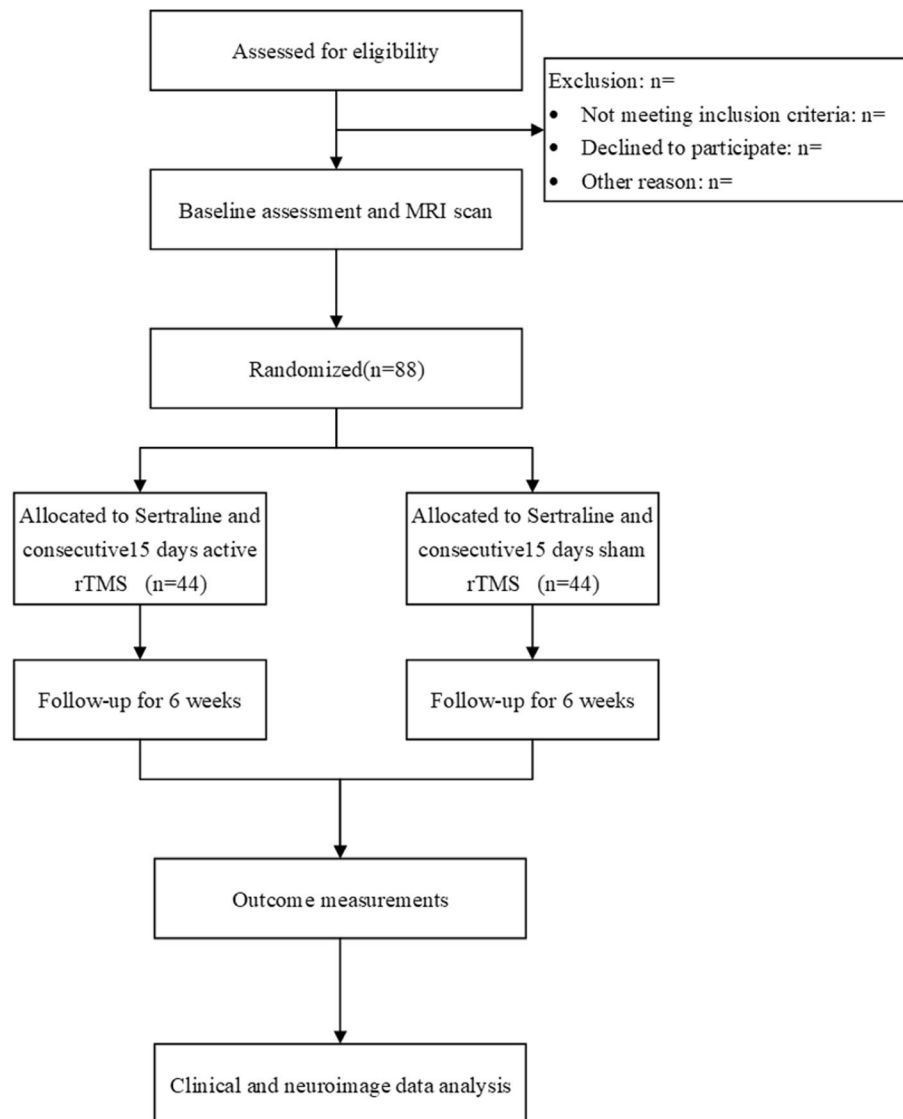 Assessed for eligibility
Exclusion: n=
• Not meeting inclusion criteria: n=
• Declined to participate: n=
• Other reason: n=
Baseline assessment and MRI scan
Randomized(n=88)
Allocated to Sertraline and
consecutive15 days active
rTMS (n=44)
Allocated to Sertraline and
consecutive15 days sham
rTMS (n=44)
Follow-up for 6 weeks
Follow-up for 6 weeks
Outcome measurements
Clinical and neuroimage data analysis